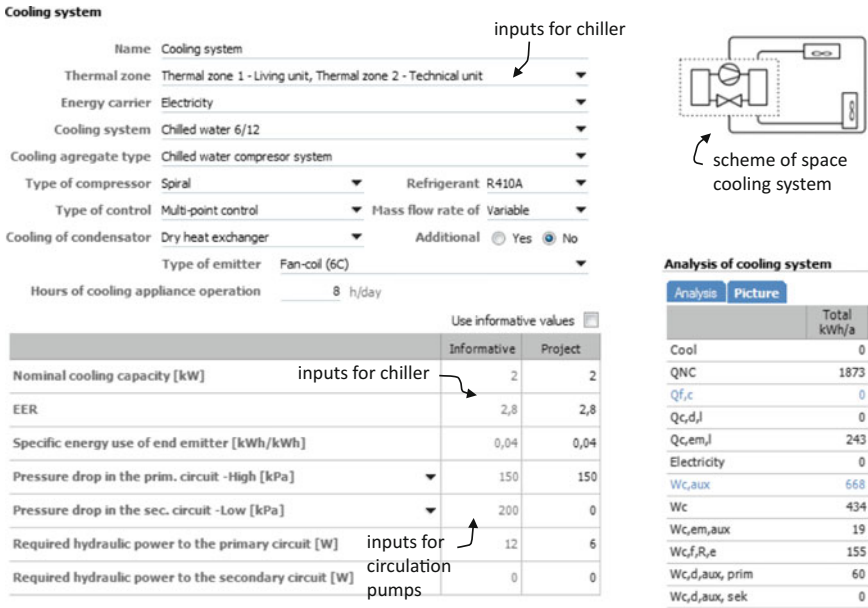 Cooling system
inputs for chiller
Name Cooling system
Thermal zone Thermal zone 1 - Living unit, Thermal zone 2 - Technical unit
Energy carrier Electricity
Cooling system Chilled water 6/12
Cooling agregate type Chilled water compresor system
Type of compressor Spiral Refrigerant R410A
Type of control Multi-point control Mass flow rate of Variable
Cooling of condensator Dry heat exchanger Additional Yes No
Type of emitter Fan-coil (6C)
Hours of cooling appliance operation 8 h/day
Use informative values
Informative Project
Nominal cooling capacity [kW] inputs for chiller 2 2
EER 2,8 2,8
Specific energy use of end emitter [kWh/kWh] 0,04 0,04
Pressure drop in the prim. circuit -High [kPa] 150 150
Pressure drop in the sec. circuit -Low [kPa] 200 0
Required hydraulic power to the primary circuit [W] 12 6
Required hydraulic power to the secondary circuit [W] 0 0
inputs for
circulation
pumps
scheme of space
cooling system
Analysis of cooling system
Analysis Picture
Total
kWh/a
Cool 0
QNC 1873
Qf,c 0
Qc,d,l 0
Qc,em,l 243
Electricity 0
Wc,aux 668
Wc 434
Wc,em,aux 19
Wc,f,R,e 155
Wc,d,aux, prim 60
Wc,d,aux, sek 0